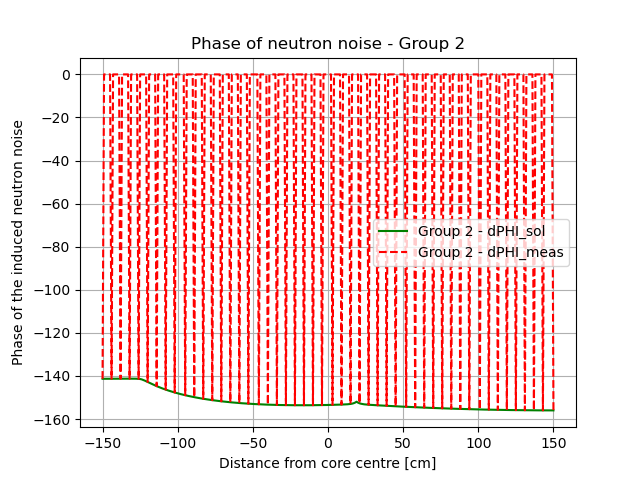 Phase of neutron noise - Group 2
Phase of the induced neutron noise
0
−20
−40
−60
−80
−100
−120
−140
−160
Group 2 - dPHI_sol
Group 2 - dPHI_meas
−150 −100 −50 0 50 100 150
Distance from core centre [cm]